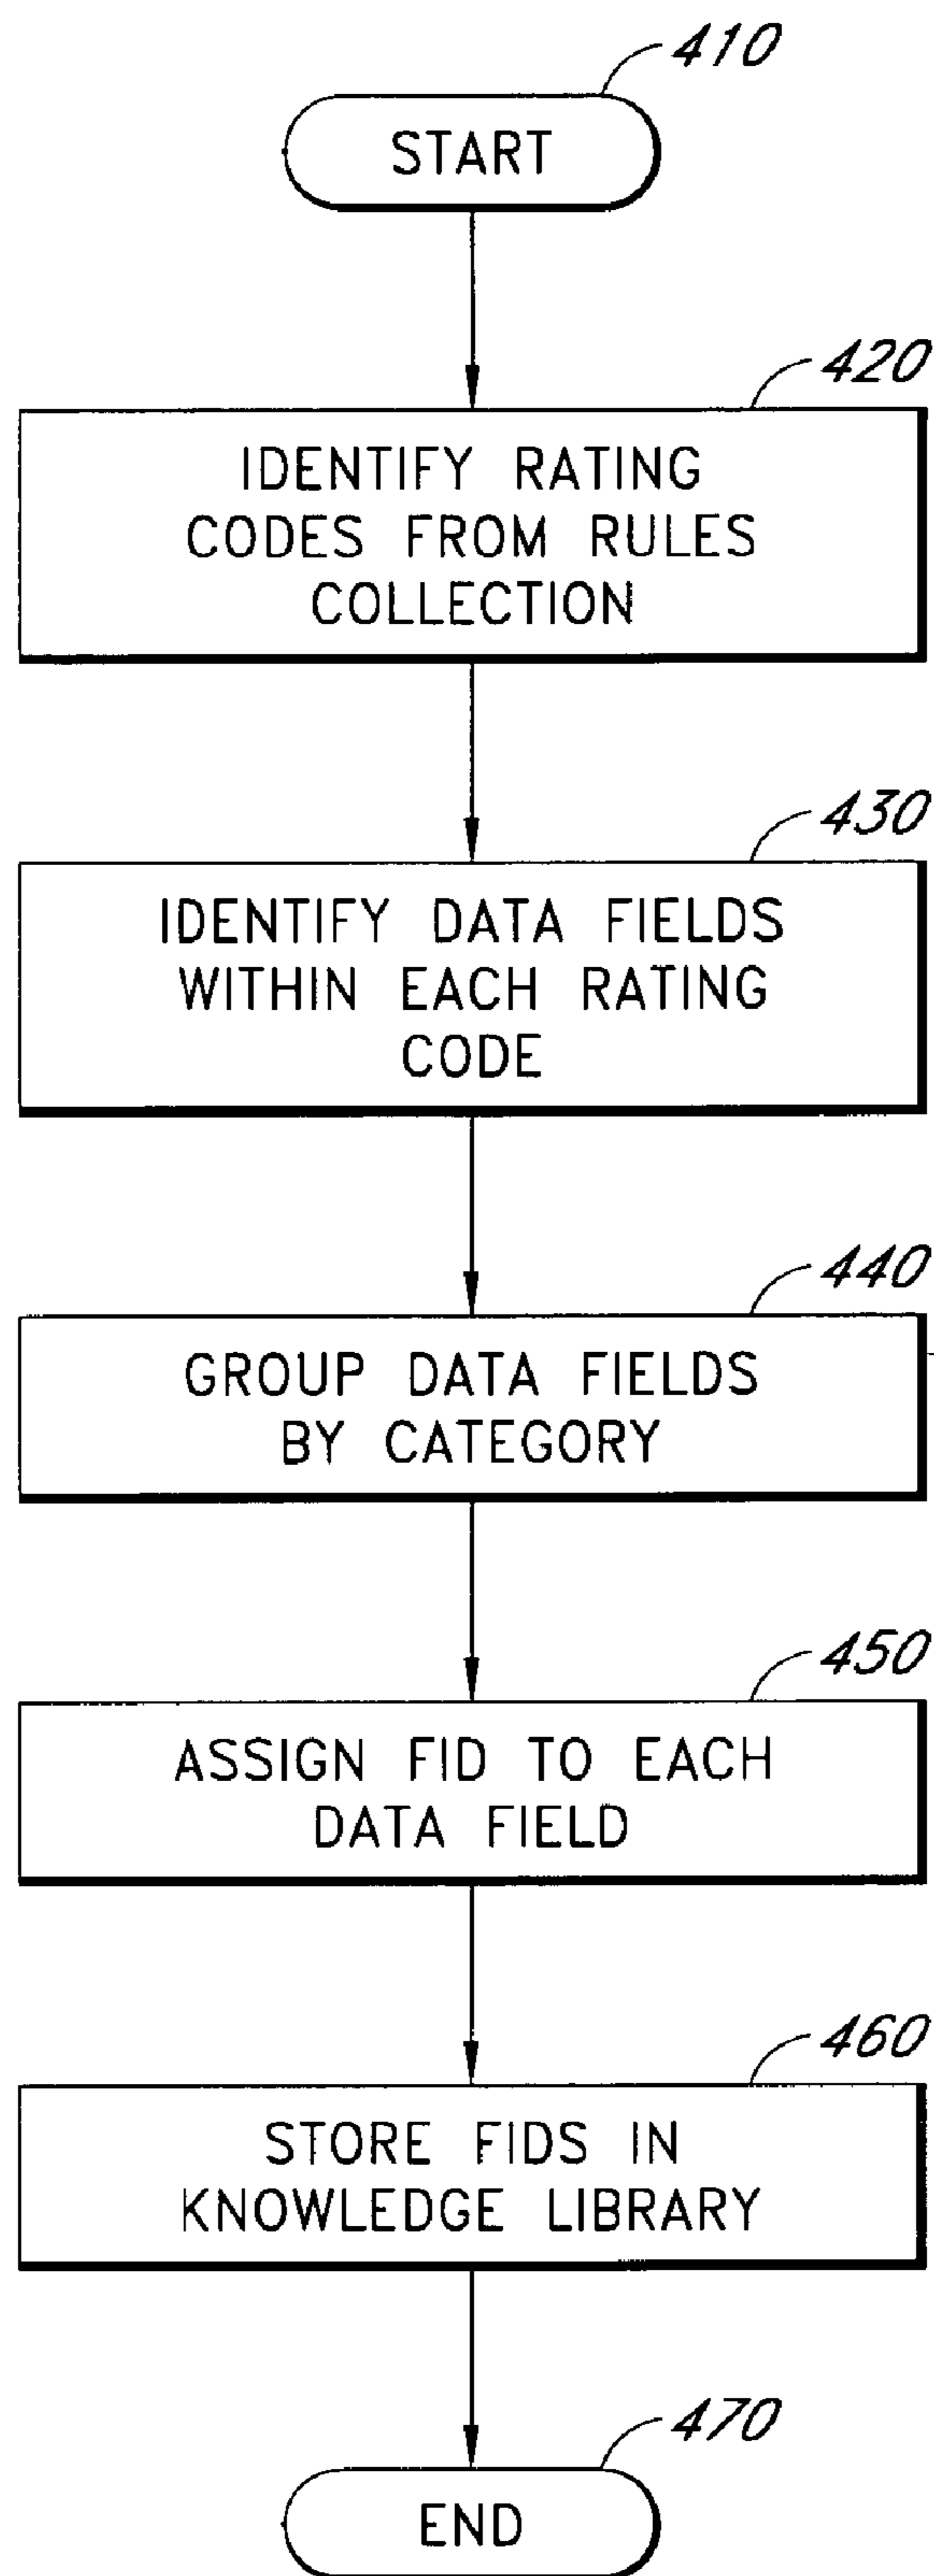 410
START
420
IDENTIFY RATING
CODES FROM RULES
COLLECTION
430
IDENTIFY DATA FIELDS
WITHIN EACH RATING
CODE
440
GROUP DATA FIELDS
BY CATEGORY
450
ASSIGN FID TO EACH
DATA FIELD
460
STORE FIDS IN
KNOWLEDGE LIBRARY
470
END